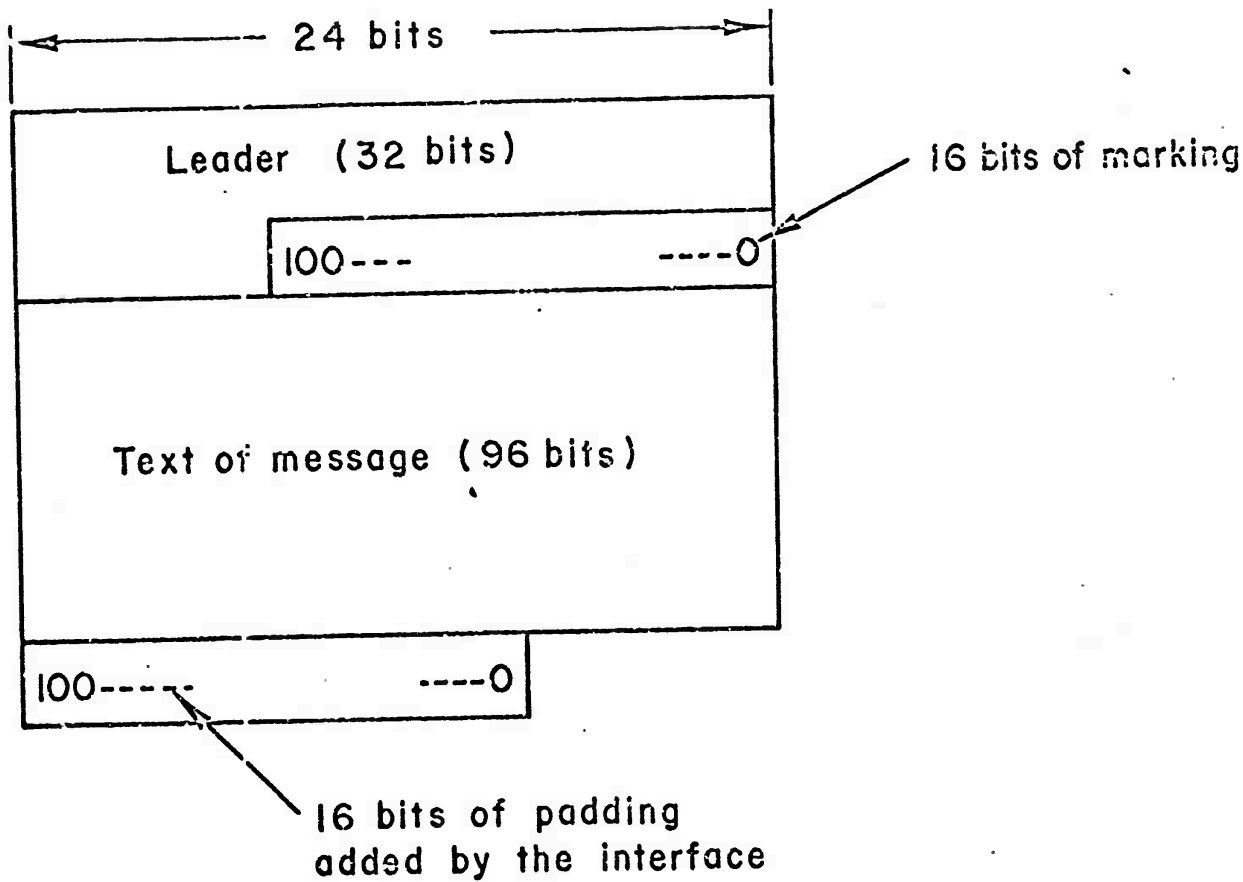 24 bits
Leader (32 bits)
16 bits of marking
100--- ----0
Text of message (96 bits)
100----- ----0
16 bits of padding
added by the interface